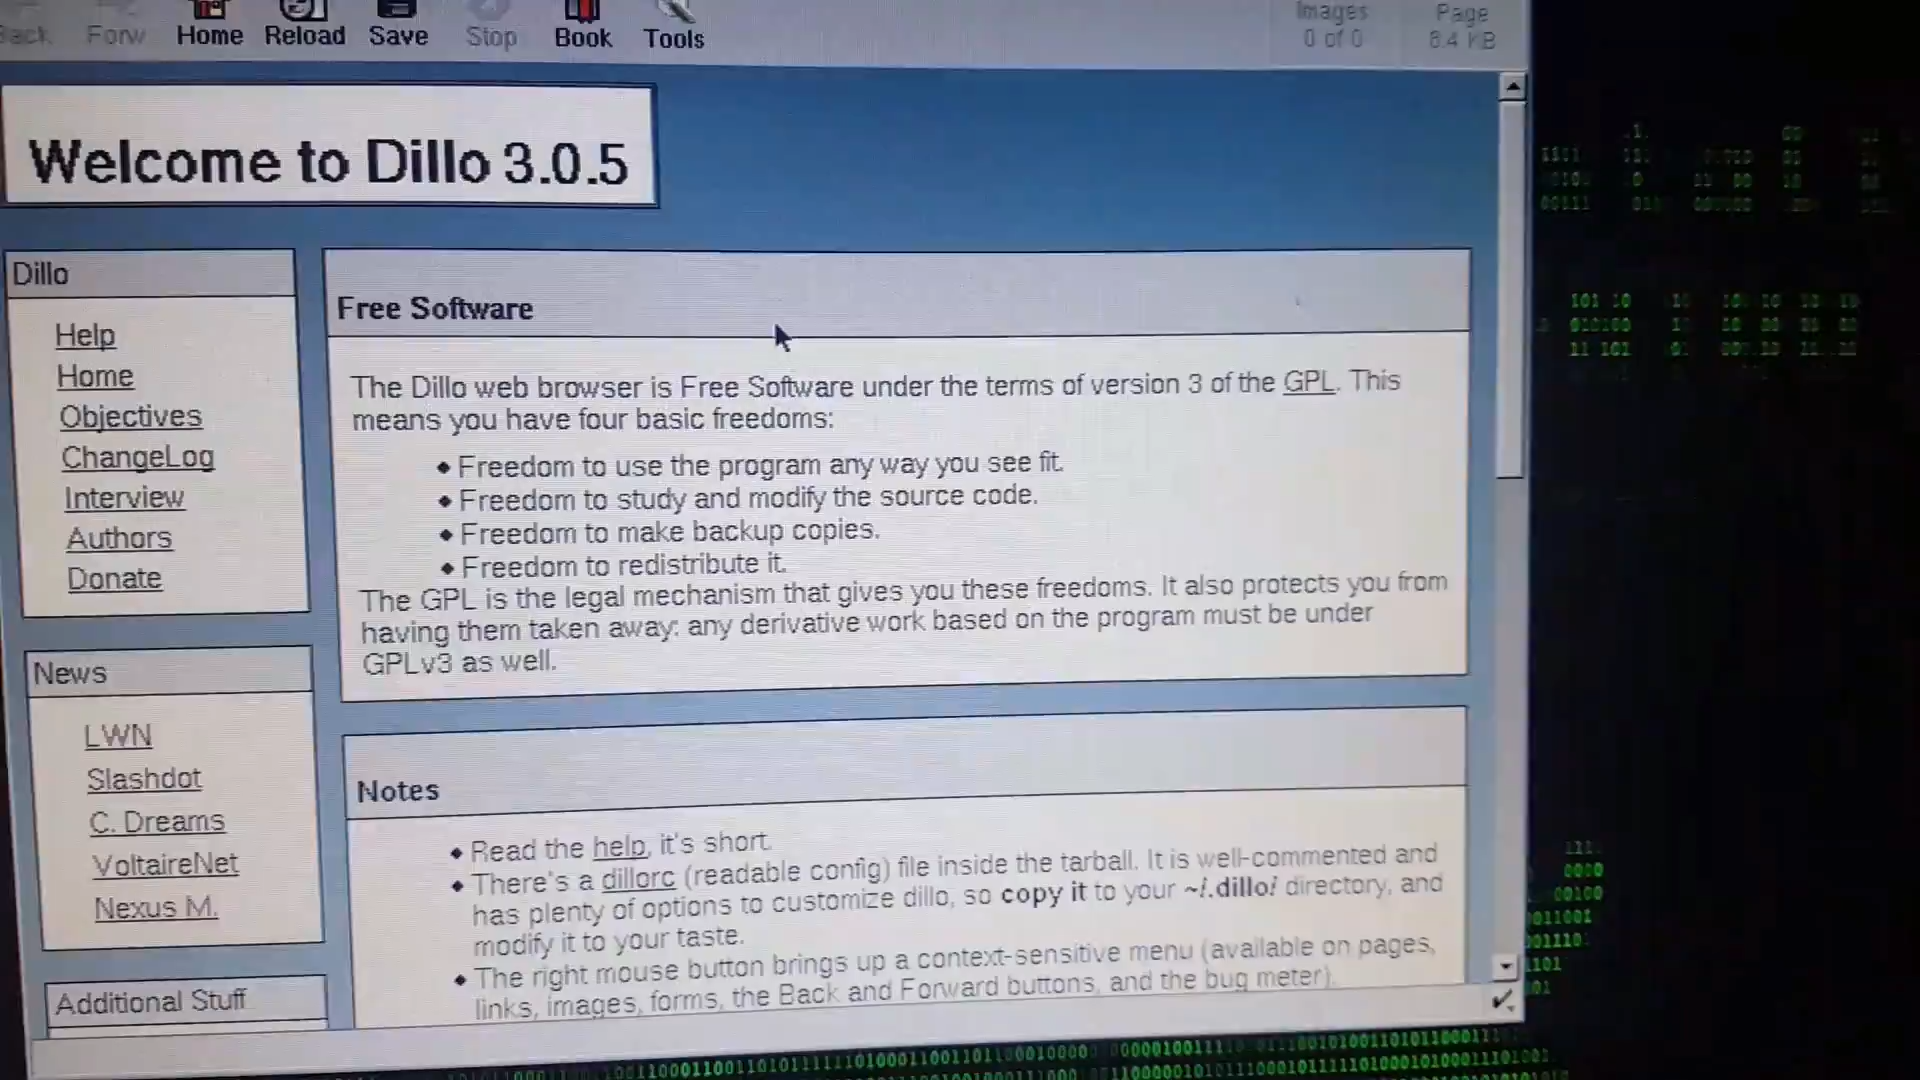 Back Forw Home Reload Save Stop Book Tools
Images
0 of 0
Page
8.4 KB
Welcome to Dillo 3.0.5
Dillo
Help
Home
Objectives
ChangeLog
Interview
Authors
Donate
News
LWN
Slashdot
C. Dreams
VoltaireNet
Nexus M.
Additional Stuff
Free Software
The Dillo web browser is Free Software under the terms of version 3 of the GPL. This
means you have four basic freedoms:
• Freedom to use the program any way you see fit.
• Freedom to study and modify the source code.
• Freedom to make backup copies.
• Freedom to redistribute it.
The GPL is the legal mechanism that gives you these freedoms. It also protects you from
having them taken away: any derivative work based on the program must be under
GPLv3 as well.
Notes
• Read the help, it's short.
• There's a dillorc (readable config) file inside the tarball. It is well-commented and
has plenty of options to customize dillo, so copy it to your ~/.dillo/ directory, and
modify it to your taste.
• The right mouse button brings up a context-sensitive menu (available on pages,
links, images, forms, the Back and Forward buttons, and the bug meter).